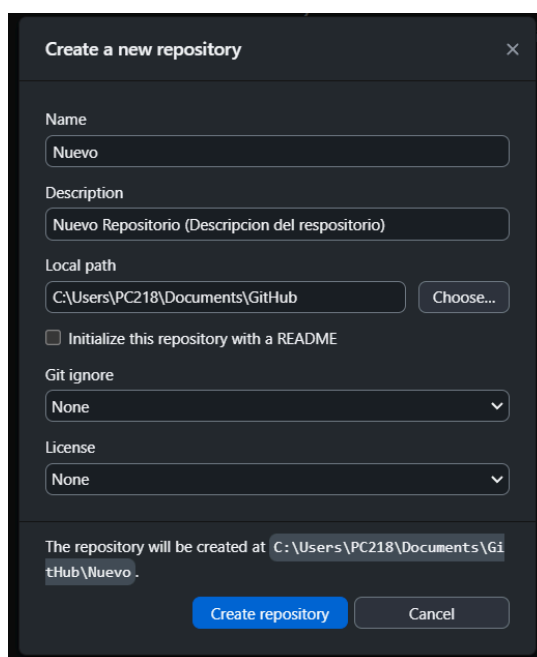 Create a new repository
Name
Nuevo
Description
Nuevo Repositorio (Descripcion del respositorio)
Local path
C:\Users\PC218\Documents\GitHub
Choose...
Initialize this repository with a README
Git ignore
None
License
None
The repository will be created at C:\Users\PC218\Documents\Gi
tHub\Nuevo.
Create repository
Cancel